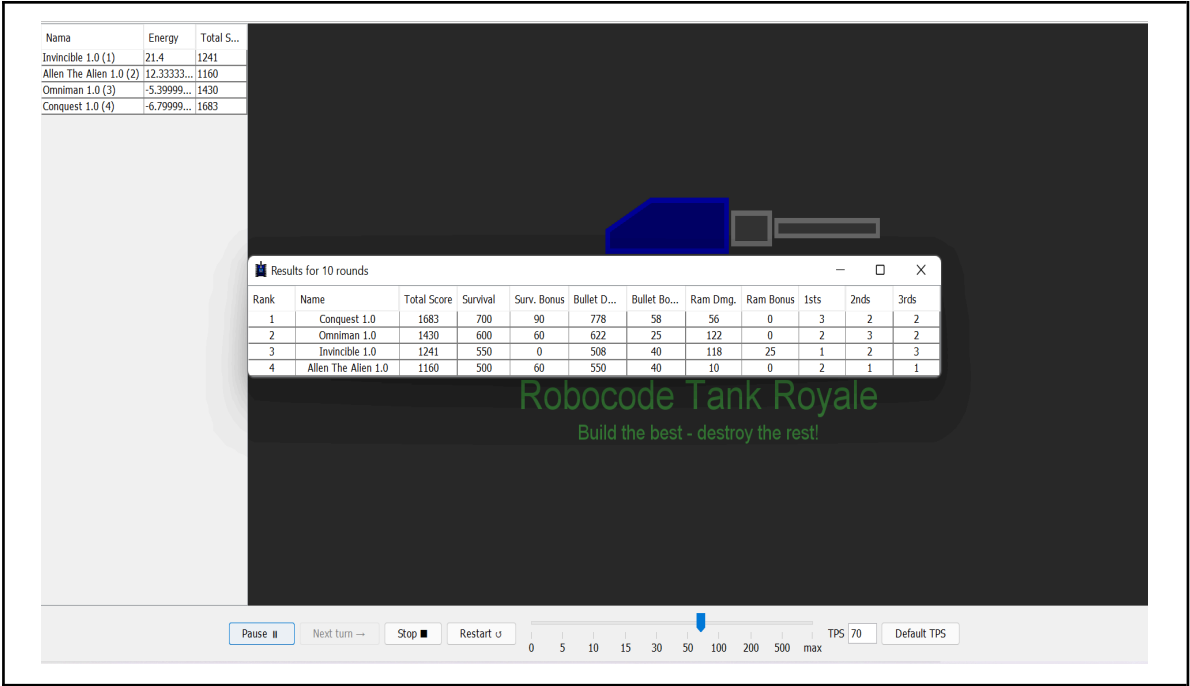 Nama Energy Total S...
Invincible 1.0 (1) 21.4 1241
Allen The Alien 1.0 (2) 12.33333... 1160
Omniman 1.0 (3) -5.39999... 1430
Conquest 1.0 (4) -6.79999... 1683
Results for 10 rounds
Rank Name Total Score Survival Surv. Bonus Bullet D... Bullet Bo... Ram Dmg. Ram Bonus 1sts 2nds 3rds
1 Conquest 1.0 1683 700 90 778 58 56 0 3 2 2
2 Omniman 1.0 1430 600 60 622 25 122 0 2 3 2
3 Invincible 1.0 1241 550 0 508 40 118 25 1 2 3
4 Allen The Alien 1.0 1160 500 60 550 40 10 0 2 1 1
Robocode Tank Royale
Build the best - destroy the rest!
Pause Next turn → Stop Restart ↺ TPS 70 Default TPS
0 5 10 15 30 50 100 200 500 max